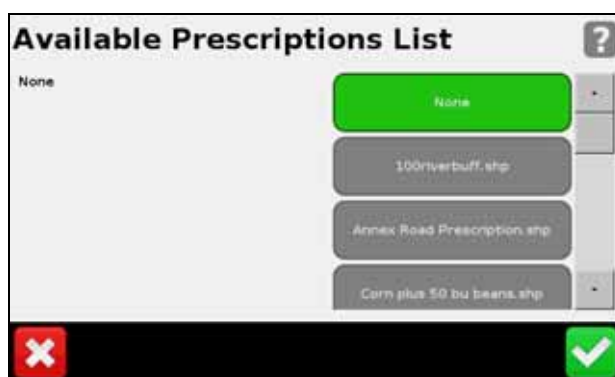 Available Prescriptions List
?
None
None
100riverbuff.shp
Annex Road Prescription.shp
Corn plus 50 bu beans.shp